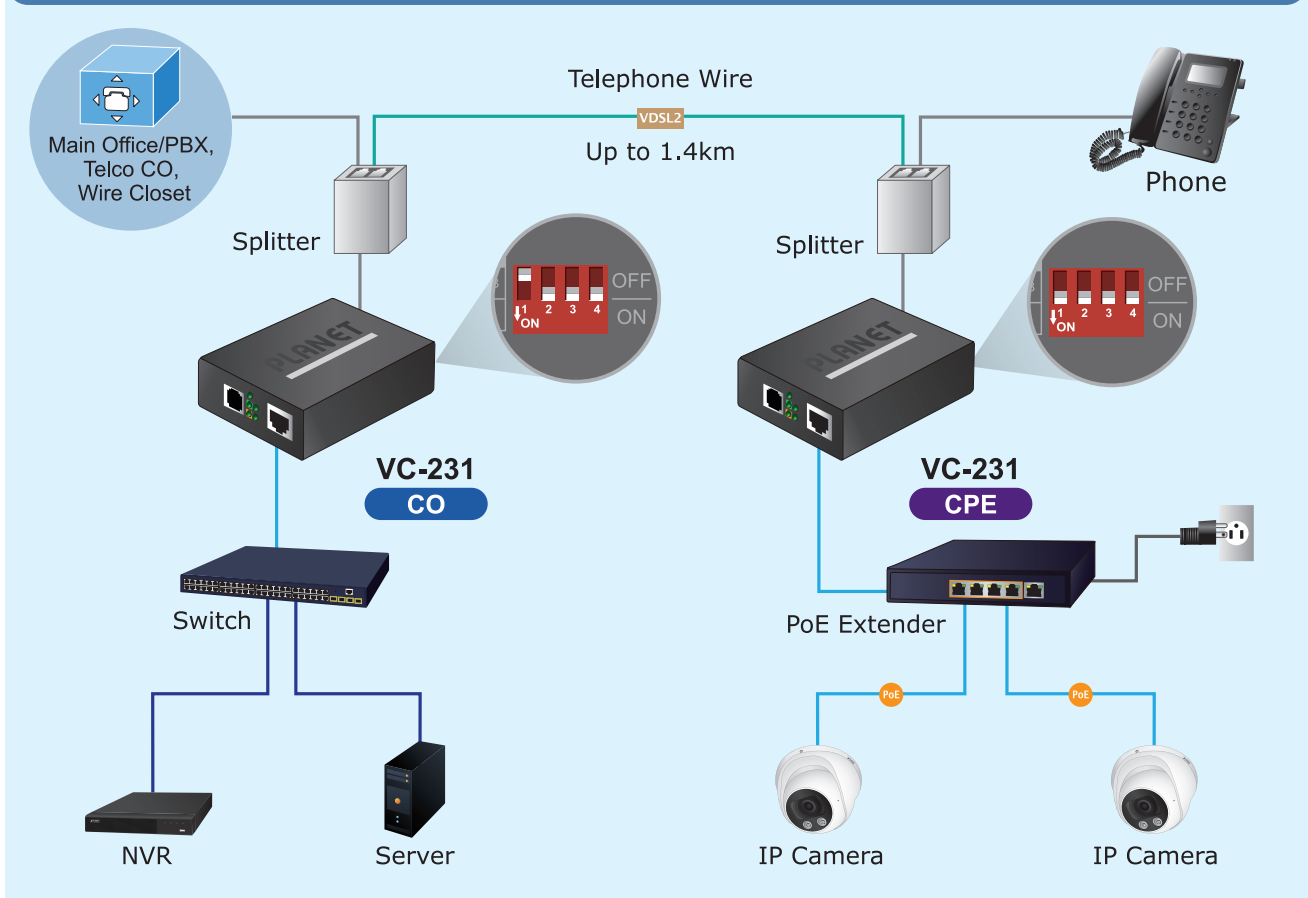 Main Office/PBX,
Telco CO,
Wire Closet
Telephone Wire
VDSL2
Up to 1.4km
Phone
Splitter
OFF
ON
1 2 3 4
ON
PLANET
VC-231
CO
Splitter
OFF
ON
1 2 3 4
ON
PLANET
VC-231
CPE
Switch
PoE Extender
PoE
PoE
NVR
Server
IP Camera
IP Camera